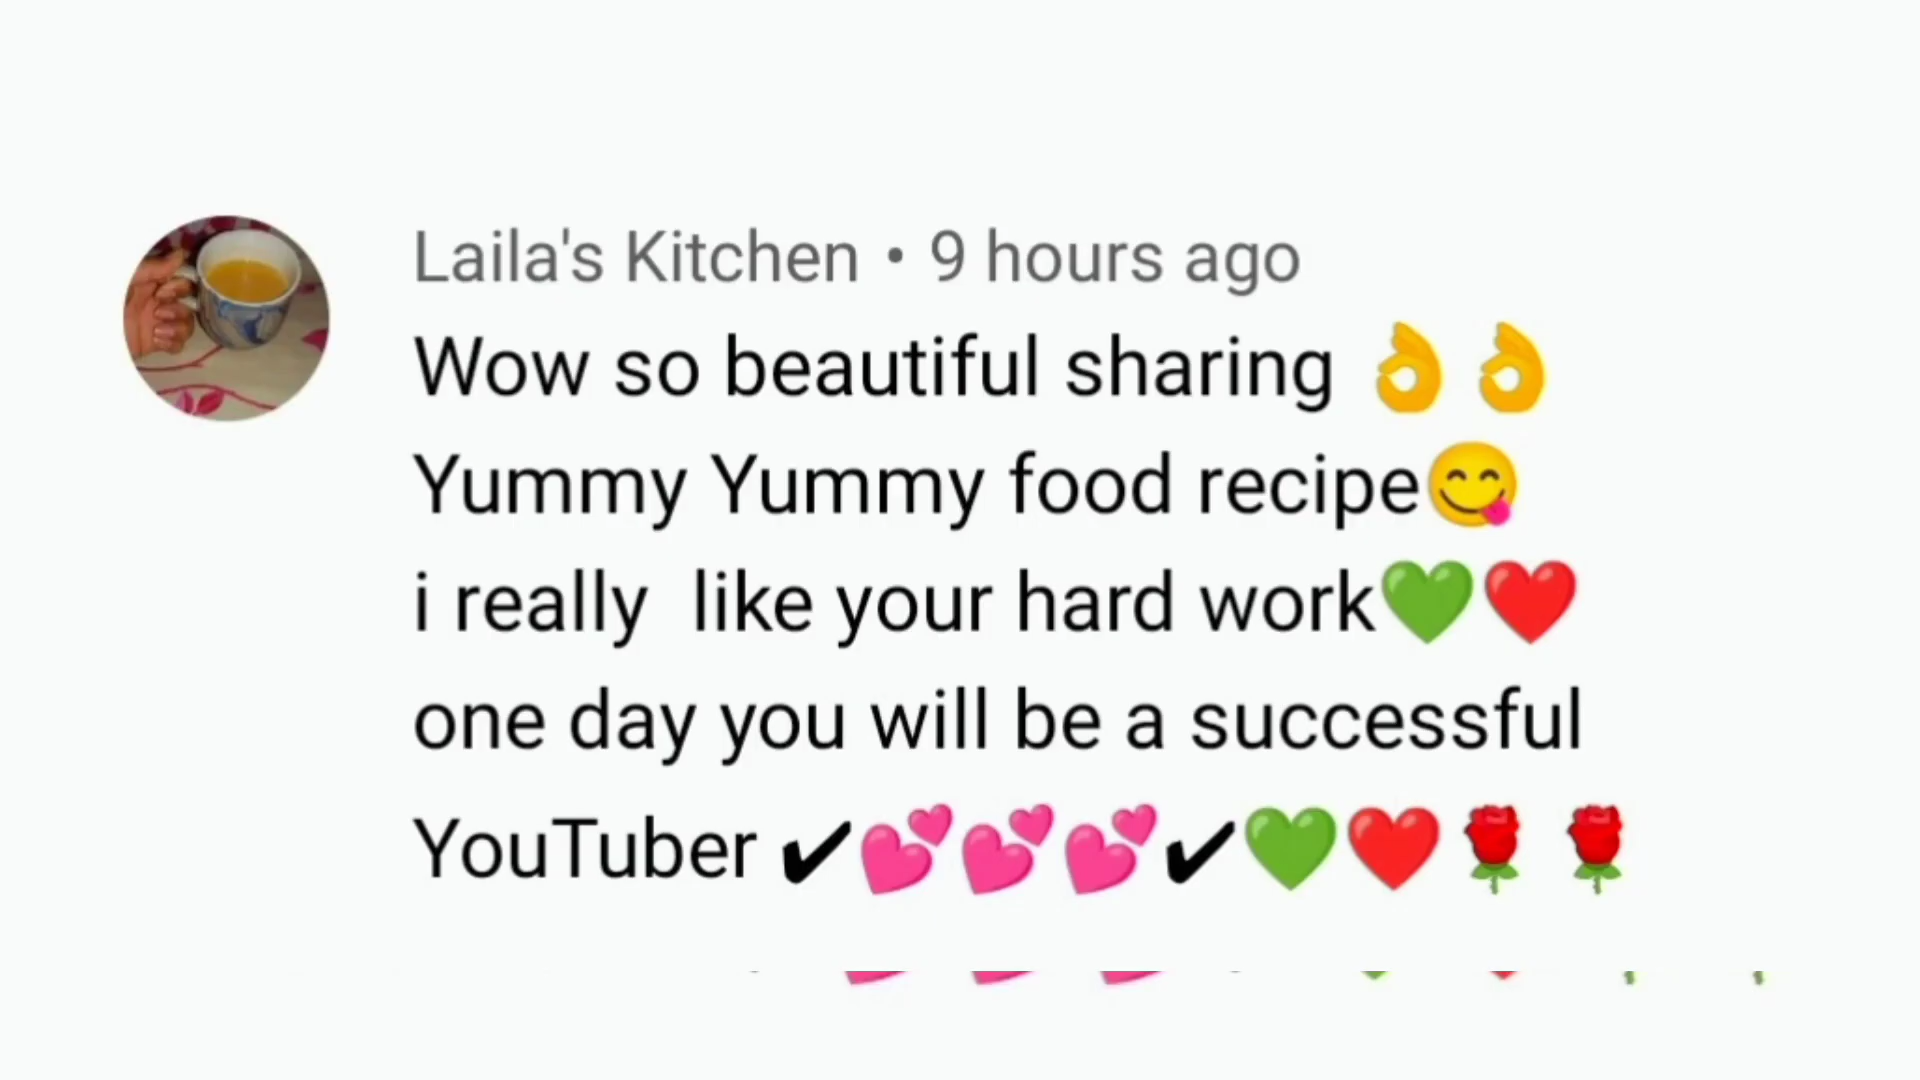 Laila's Kitchen • 9 hours ago
Wow so beautiful sharing 👌👌
Yummy Yummy food recipe😋
i really  like your hard work💚❤️
one day you will be a successful
YouTuber ✔💕💕💕✔💚❤️🌹🌹